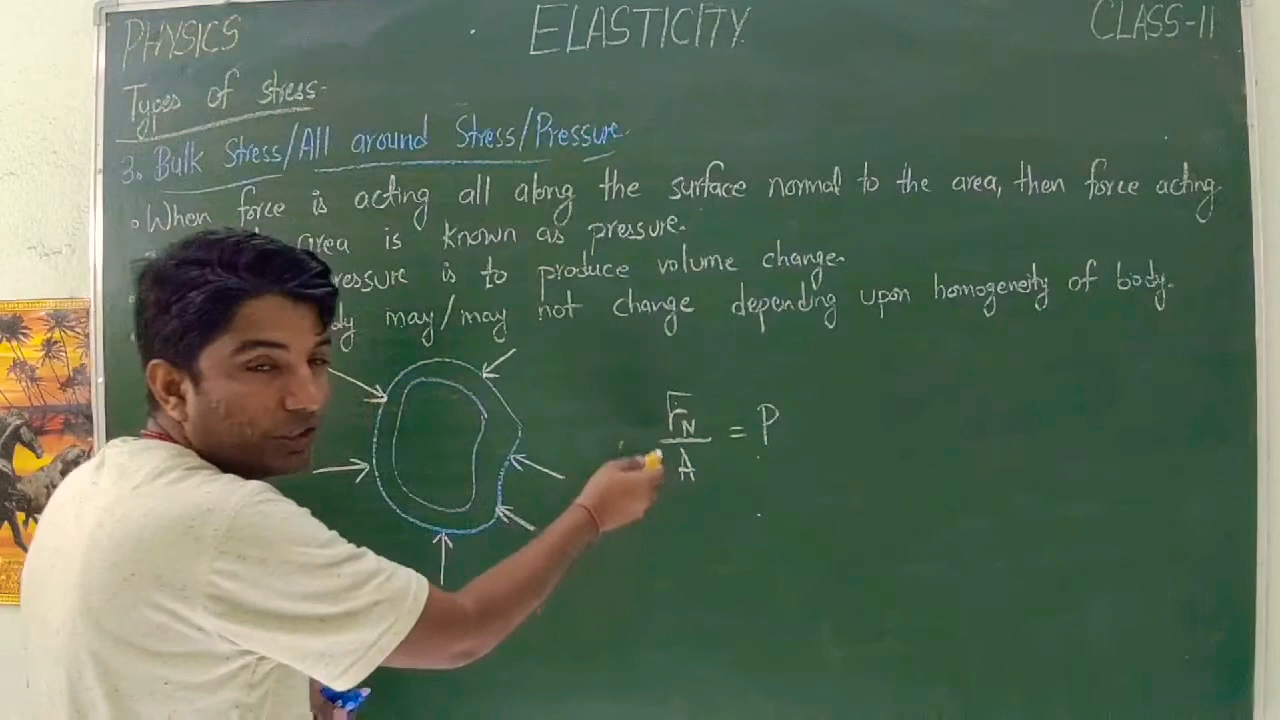 PHYSICS
ELASTICITY
CLASS-11
Types of stress-
3. Bulk Stress/All around Stress/Pressure.
• When force is acting all along the surface normal to the area, then force acting
area is known as pressure.
pressure is to produce volume change.
may/may not change depending upon homogeneity of body.
F_N
A
= P